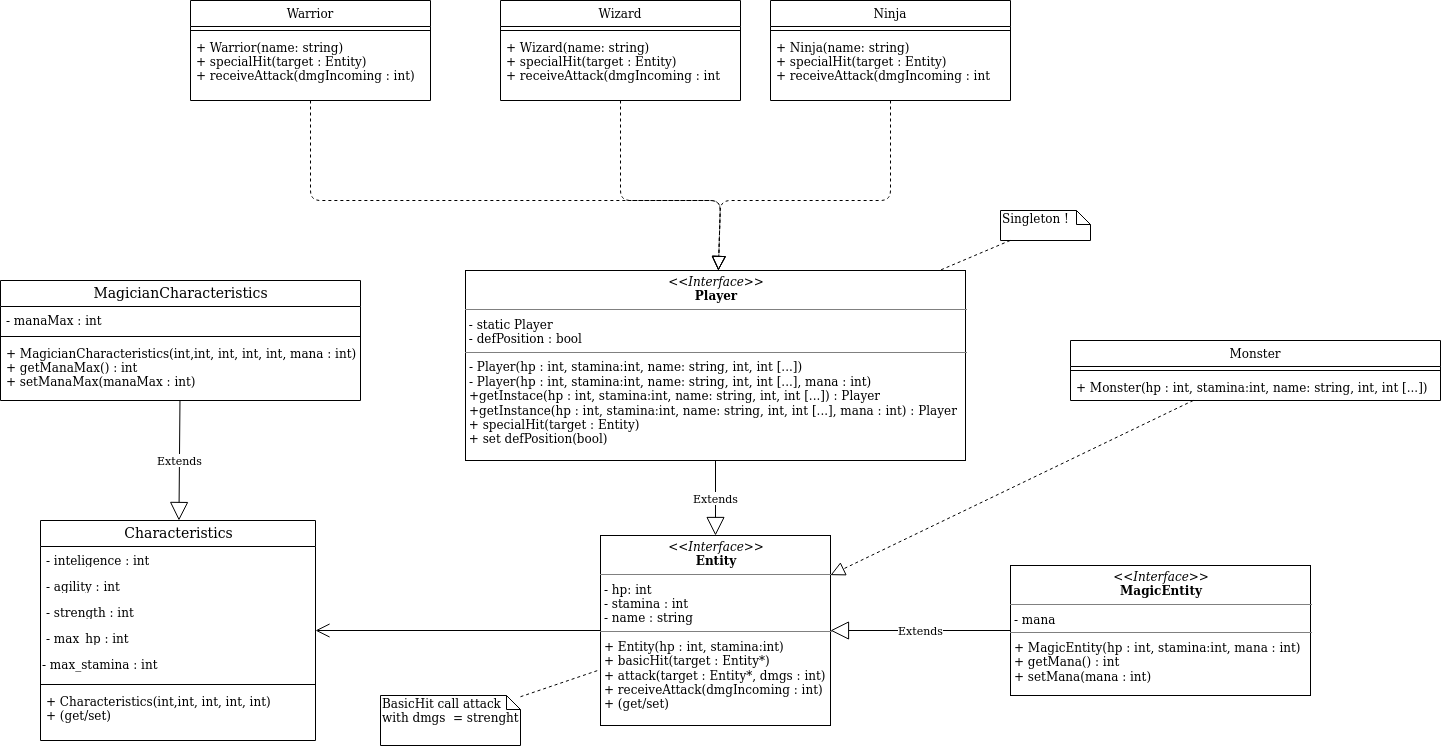 Warrior
+ Warrior(name: string)
+ specialHit(target : Entity)
+ receiveAttack(dmgIncoming : int)
Wizard
+ Wizard(name: string)
+ specialHit(target : Entity)
+ receiveAttack(dmgIncoming : int
Ninja
+ Ninja(name: string)
+ specialHit(target : Entity)
+ receiveAttack(dmgIncoming : int
Singleton !
MagicianCharacteristics
- manaMax : int
+ MagicianCharacteristics(int,int, int, int, int, mana : int)
+ getManaMax() : int
+ setManaMax(manaMax : int)
<<Interface>>
Player
- static Player
- defPosition : bool
- Player(hp : int, stamina:int, name: string, int, int [...])
- Player(hp : int, stamina:int, name: string, int, int [...], mana : int)
+getInstace(hp : int, stamina:int, name: string, int, int [...]) : Player
+getInstance(hp : int, stamina:int, name: string, int, int [...], mana : int) : Player
+ specialHit(target : Entity)
+ set defPosition(bool)
Monster
+ Monster(hp : int, stamina:int, name: string, int, int [...])
Extends
Extends
Characteristics
- inteligence : int
- agility : int
- strength : int
- max_hp : int
- max_stamina : int
+ Characteristics(int,int, int, int, int)
+ (get/set)
<<Interface>>
Entity
- hp: int
- stamina : int
- name : string
+ Entity(hp : int, stamina:int)
+ basicHit(target : Entity*)
+ attack(target : Entity*, dmgs : int)
+ receiveAttack(dmgIncoming : int)
+ (get/set)
Extends
<<Interface>>
MagicEntity
- mana
+ MagicEntity(hp : int, stamina:int, mana : int)
+ getMana() : int
+ setMana(mana : int)
BasicHit call attack
with dmgs  = strenght